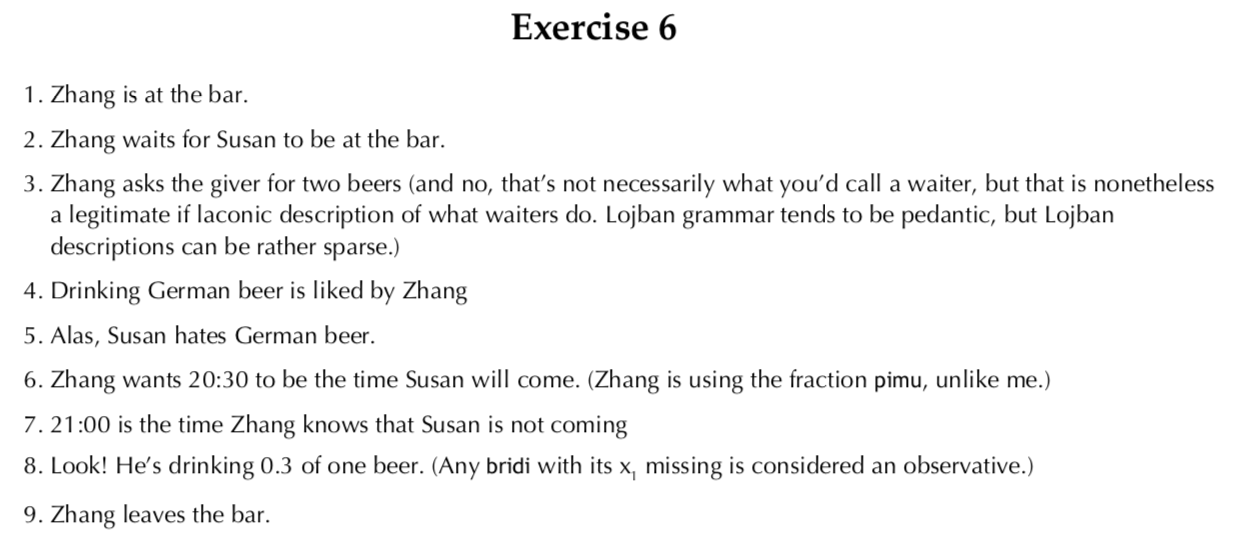 Exercise 6
1. Zhang is at the bar.
2. Zhang waits for Susan to be at the bar.
3. Zhang asks the giver for two beers (and no, that’s not necessarily what you’d call a waiter, but that is nonetheless
a legitimate if laconic description of what waiters do. Lojban grammar tends to be pedantic, but Lojban
descriptions can be rather sparse.)
4. Drinking German beer is liked by Zhang
5. Alas, Susan hates German beer.
6. Zhang wants 20:30 to be the time Susan will come. (Zhang is using the fraction pimu, unlike me.)
7. 21:00 is the time Zhang knows that Susan is not coming
8. Look! He’s drinking 0.3 of one beer. (Any bridi with its x₁ missing is considered an observative.)
9. Zhang leaves the bar.